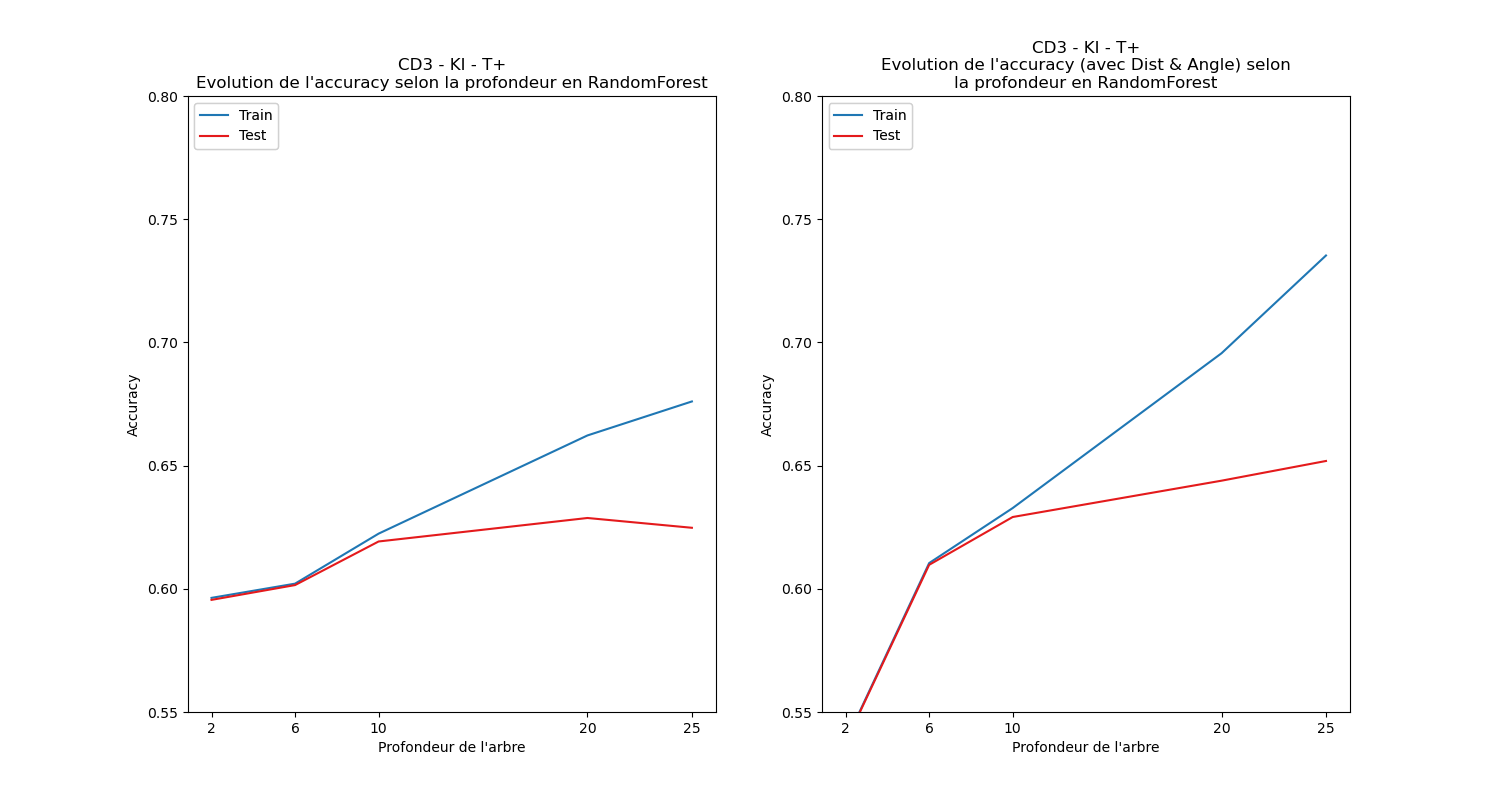 CD3 - KI - T+
Evolution de l'accuracy selon la profondeur en RandomForest
0.80
0.75
0.70
0.65
0.60
0.55
Accuracy
Train
Test
2 6 10 20 25
Profondeur de l'arbre
CD3 - KI - T+
Evolution de l'accuracy (avec Dist & Angle) selon
la profondeur en RandomForest
0.80
0.75
0.70
0.65
0.60
0.55
Accuracy
Train
Test
2 6 10 20 25
Profondeur de l'arbre